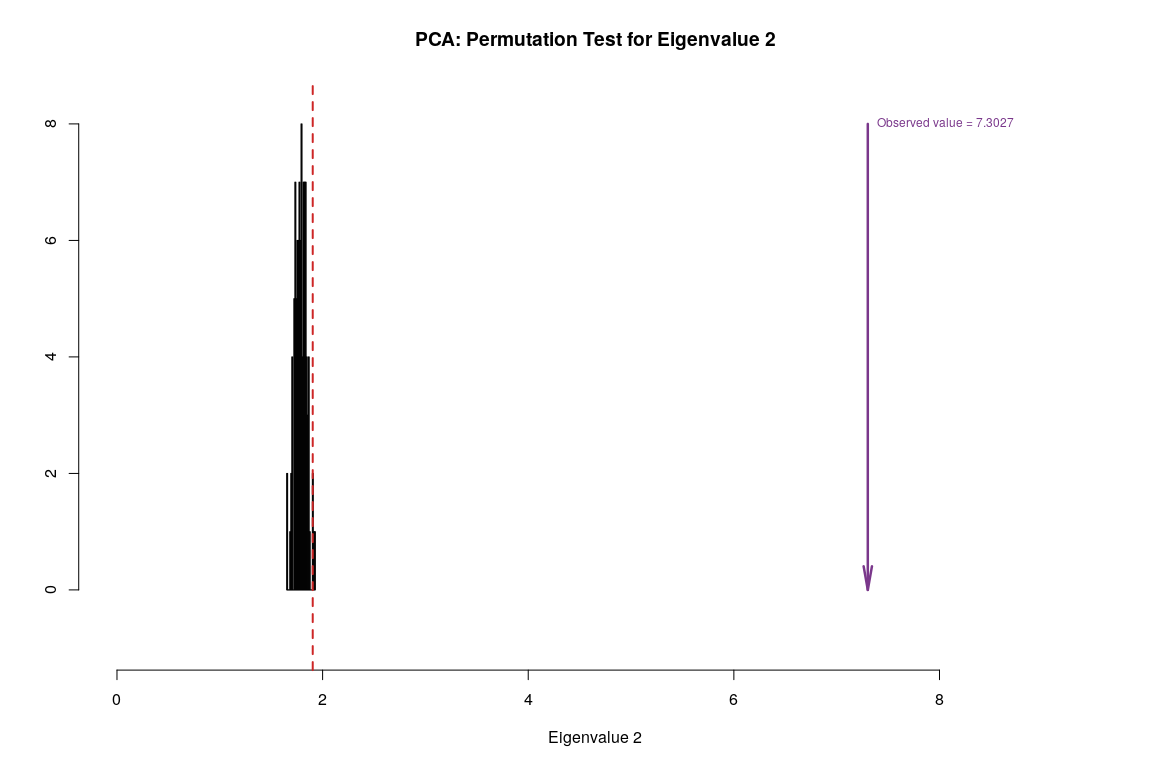 PCA: Permutation Test for Eigenvalue 2
8
Observed value = 7.3027
6
4
2
0
0 2 4 6 8
Eigenvalue 2